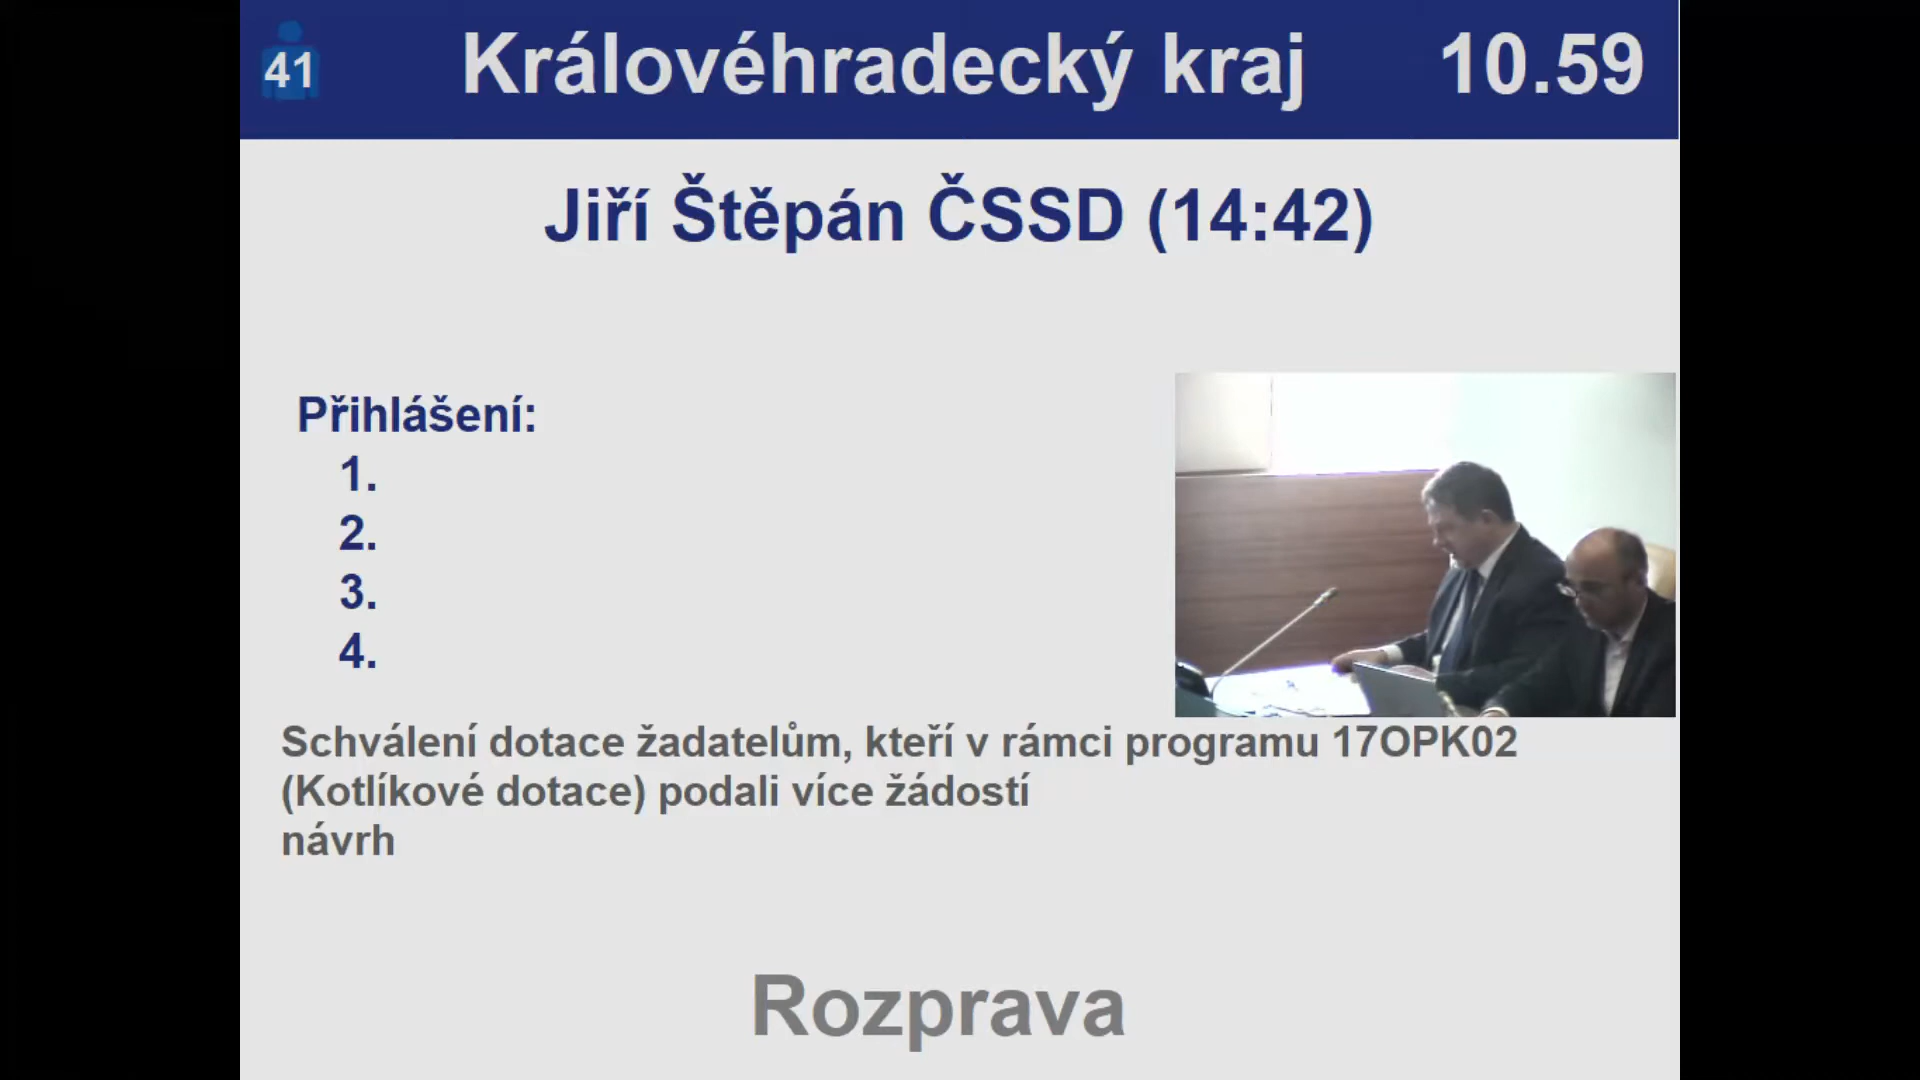 41 Královéhradecký kraj 10.59
Jiří Štěpán ČSSD (14:42)
Přihlášení:
1.
2.
3.
4.
Schválení dotace žadatelům, kteří v rámci programu 17OPK02
(Kotlíkové dotace) podali více žádostí
návrh
Rozprava